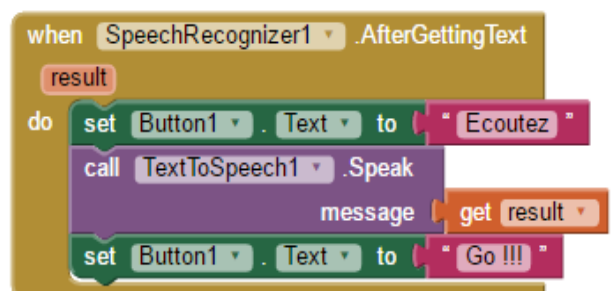 when SpeechRecognizer1 .AfterGettingText
result
do set Button1 . Text to " Ecoutez "
call TextToSpeech1 .Speak
message get result
set Button1 . Text to " Go !!! "